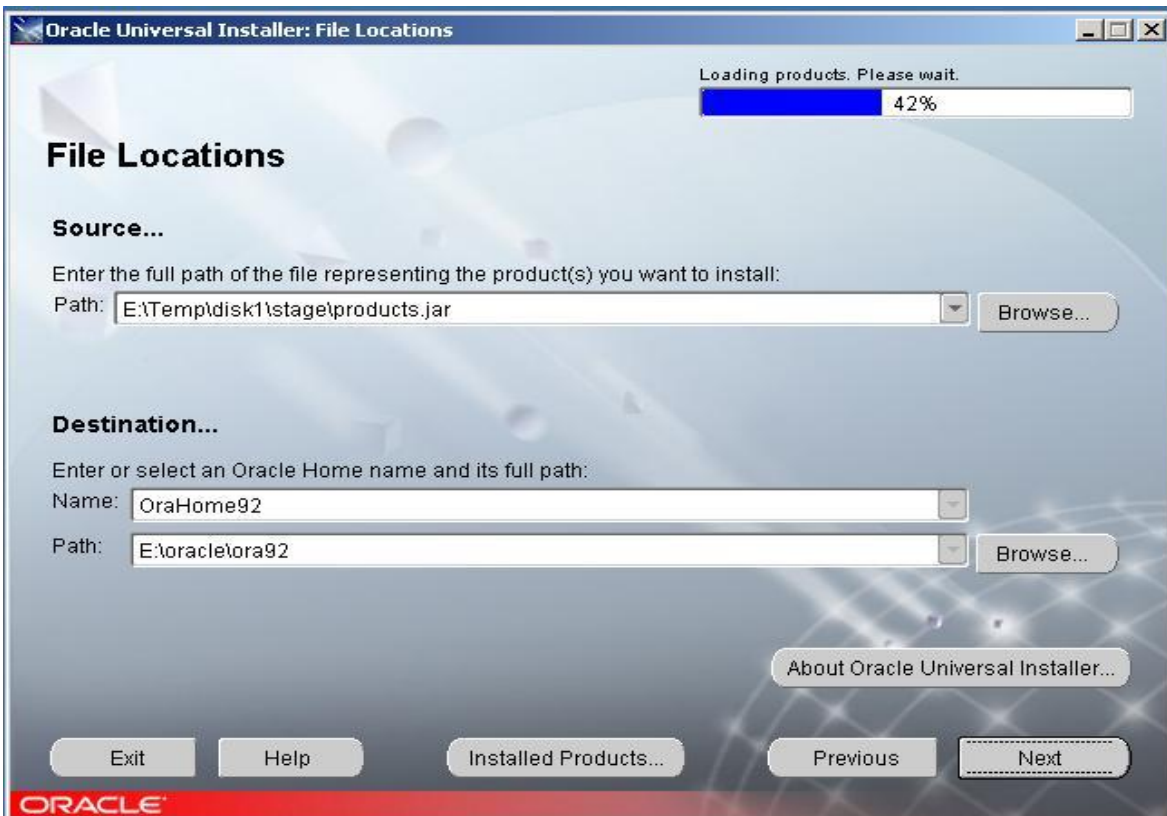 Oracle Universal Installer: File Locations
Loading products. Please wait.
42%
File Locations
Source...
Enter the full path of the file representing the product(s) you want to install:
Path: E:\Temp\disk1\stage\products.jar Browse...
Destination...
Enter or select an Oracle Home name and its full path:
Name: OraHome92
Path: E:\oracle\ora92 Browse...
About Oracle Universal Installer...
Exit Help Installed Products... Previous Next
ORACLE